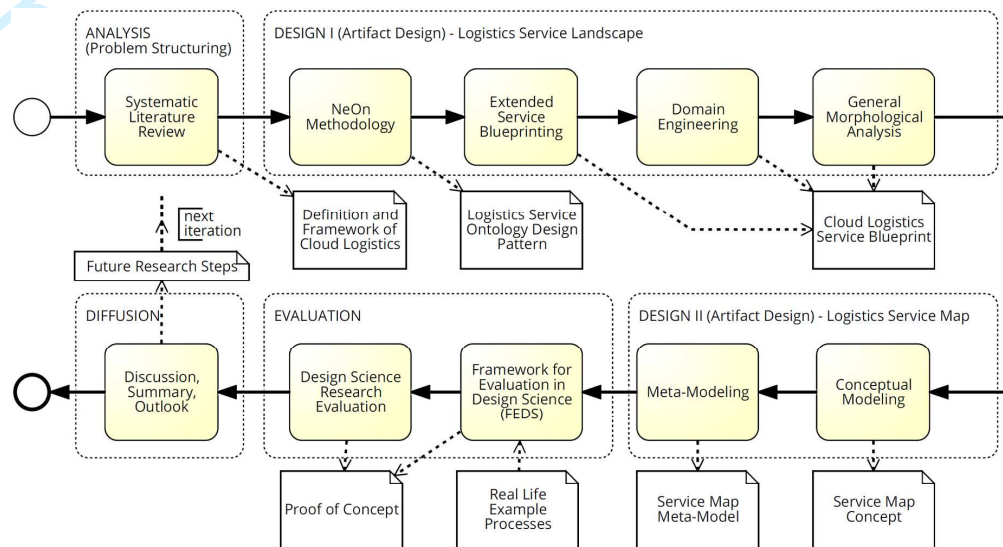 ANALYSIS
(Problem Structuring)
DESIGN I (Artifact Design) - Logistics Service Landscape
Systematic
Literature
Review
NeOn
Methodology
Extended
Service
Blueprinting
Domain
Engineering
General
Morphological
Analysis
Definition and
Framework of
Cloud Logistics
Logistics Service
Ontology Design
Pattern
Cloud Logistics
Service Blueprint
next
iteration
Future Research Steps
DIFFUSION
EVALUATION
DESIGN II (Artifact Design) - Logistics Service Map
Discussion,
Summary,
Outlook
Design Science
Research
Evaluation
Framework for
Evaluation in
Design Science
(FEDS)
Meta-Modeling
Conceptual
Modeling
Proof of Concept
Real Life
Example
Processes
Service Map
Meta-Model
Service Map
Concept